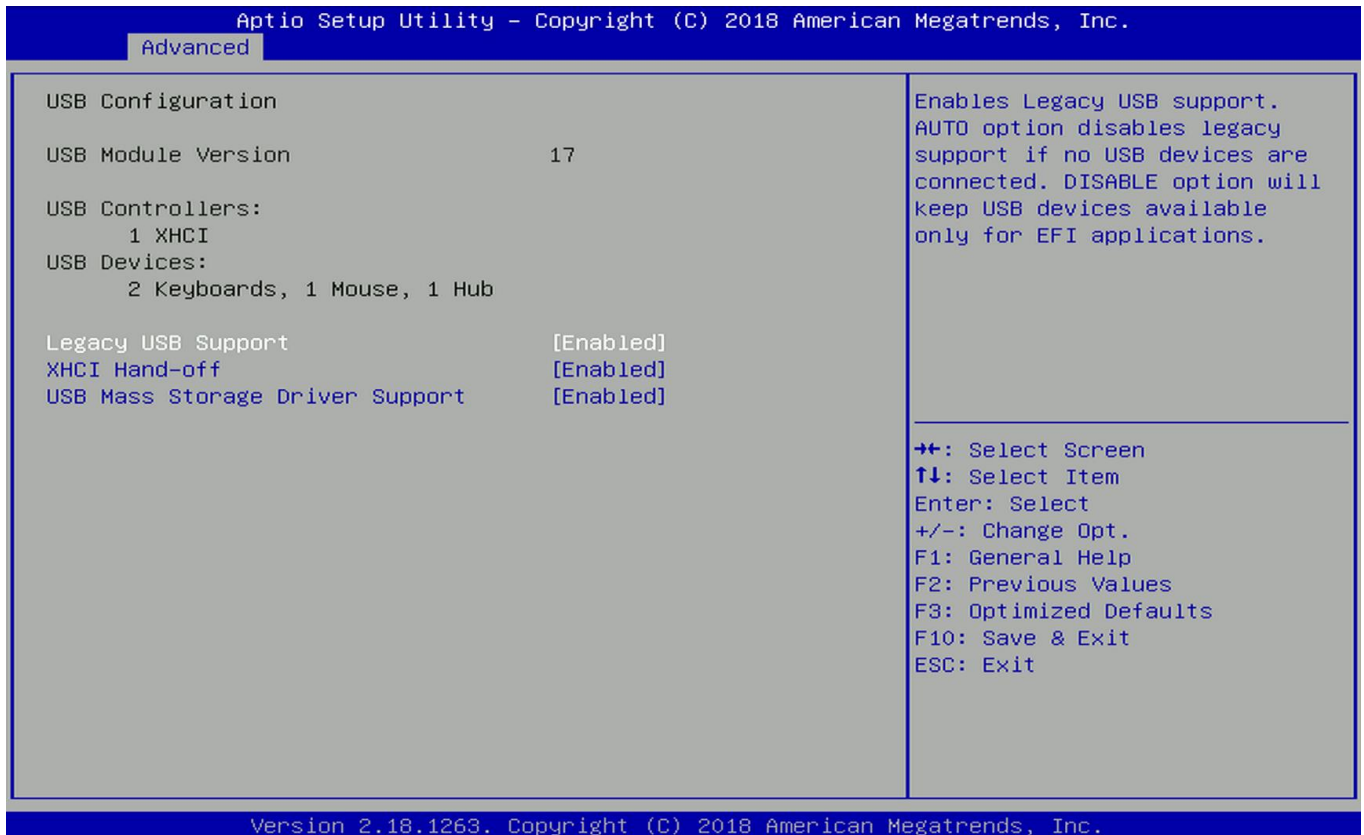 Aptio Setup Utility – Copyright (C) 2018 American Megatrends, Inc.
Advanced
USB Configuration
USB Module Version 17
USB Controllers:
1 XHCI
USB Devices:
2 Keyboards, 1 Mouse, 1 Hub
Legacy USB Support [Enabled]
XHCI Hand-off [Enabled]
USB Mass Storage Driver Support [Enabled]
Enables Legacy USB support.
AUTO option disables legacy
support if no USB devices are
connected. DISABLE option will
keep USB devices available
only for EFI applications.
→←: Select Screen
↑↓: Select Item
Enter: Select
+/-: Change Opt.
F1: General Help
F2: Previous Values
F3: Optimized Defaults
F10: Save & Exit
ESC: Exit
Version 2.18.1263. Copyright (C) 2018 American Megatrends, Inc.